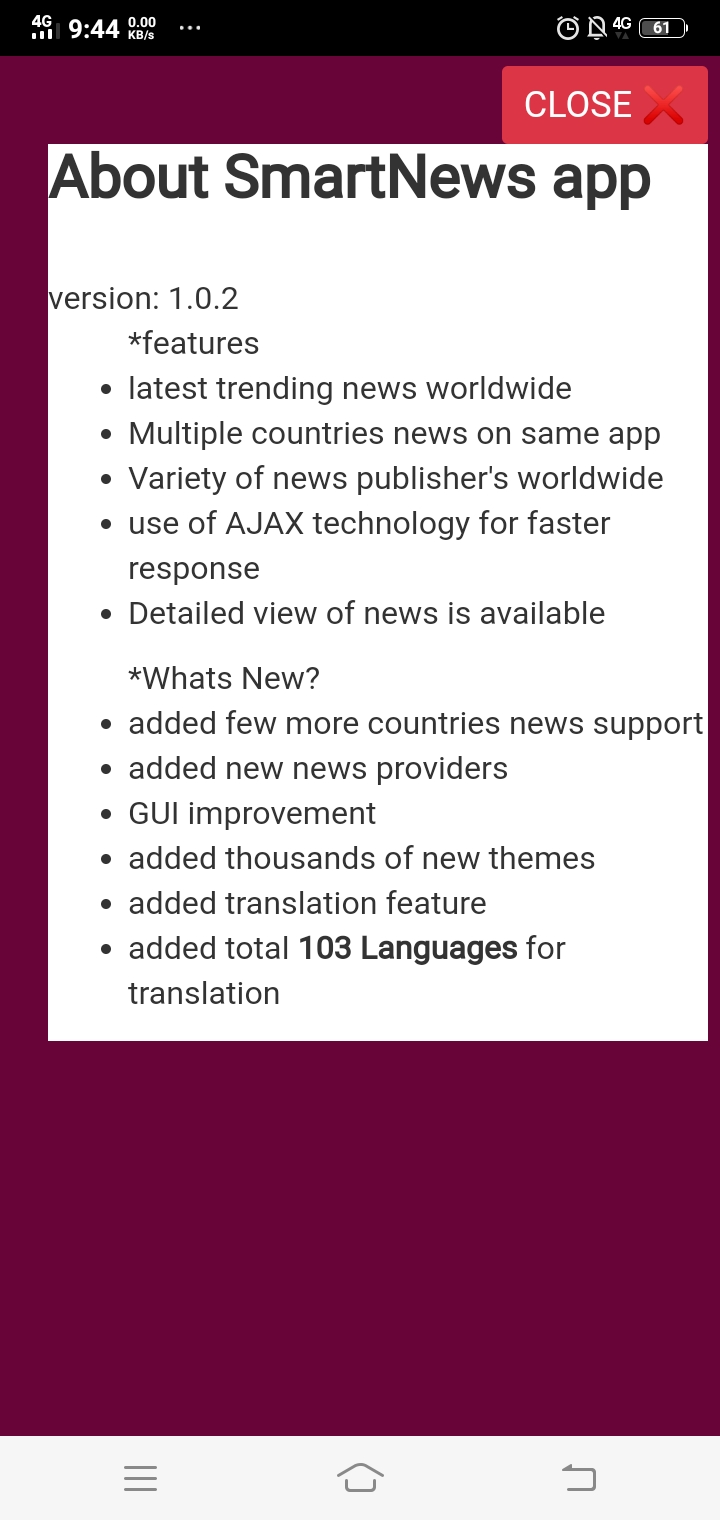 4G 9:44 0.00 KB/s ... 4G 61
CLOSE ❌
About SmartNews app
version: 1.0.2
*features
• latest trending news worldwide
• Multiple countries news on same app
• Variety of news publisher's worldwide
• use of AJAX technology for faster
response
• Detailed view of news is available
*Whats New?
• added few more countries news support
• added new news providers
• GUI improvement
• added thousands of new themes
• added translation feature
• added total 103 Languages for
translation